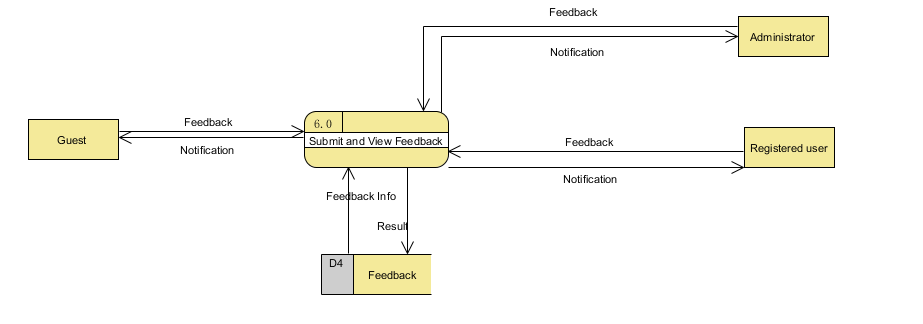 Feedback
Administrator
Notification
6.0
Feedback
Submit and View Feedback
Guest
Feedback
Registered user
Notification
Notification
Feedback Info
Result
D4
Feedback